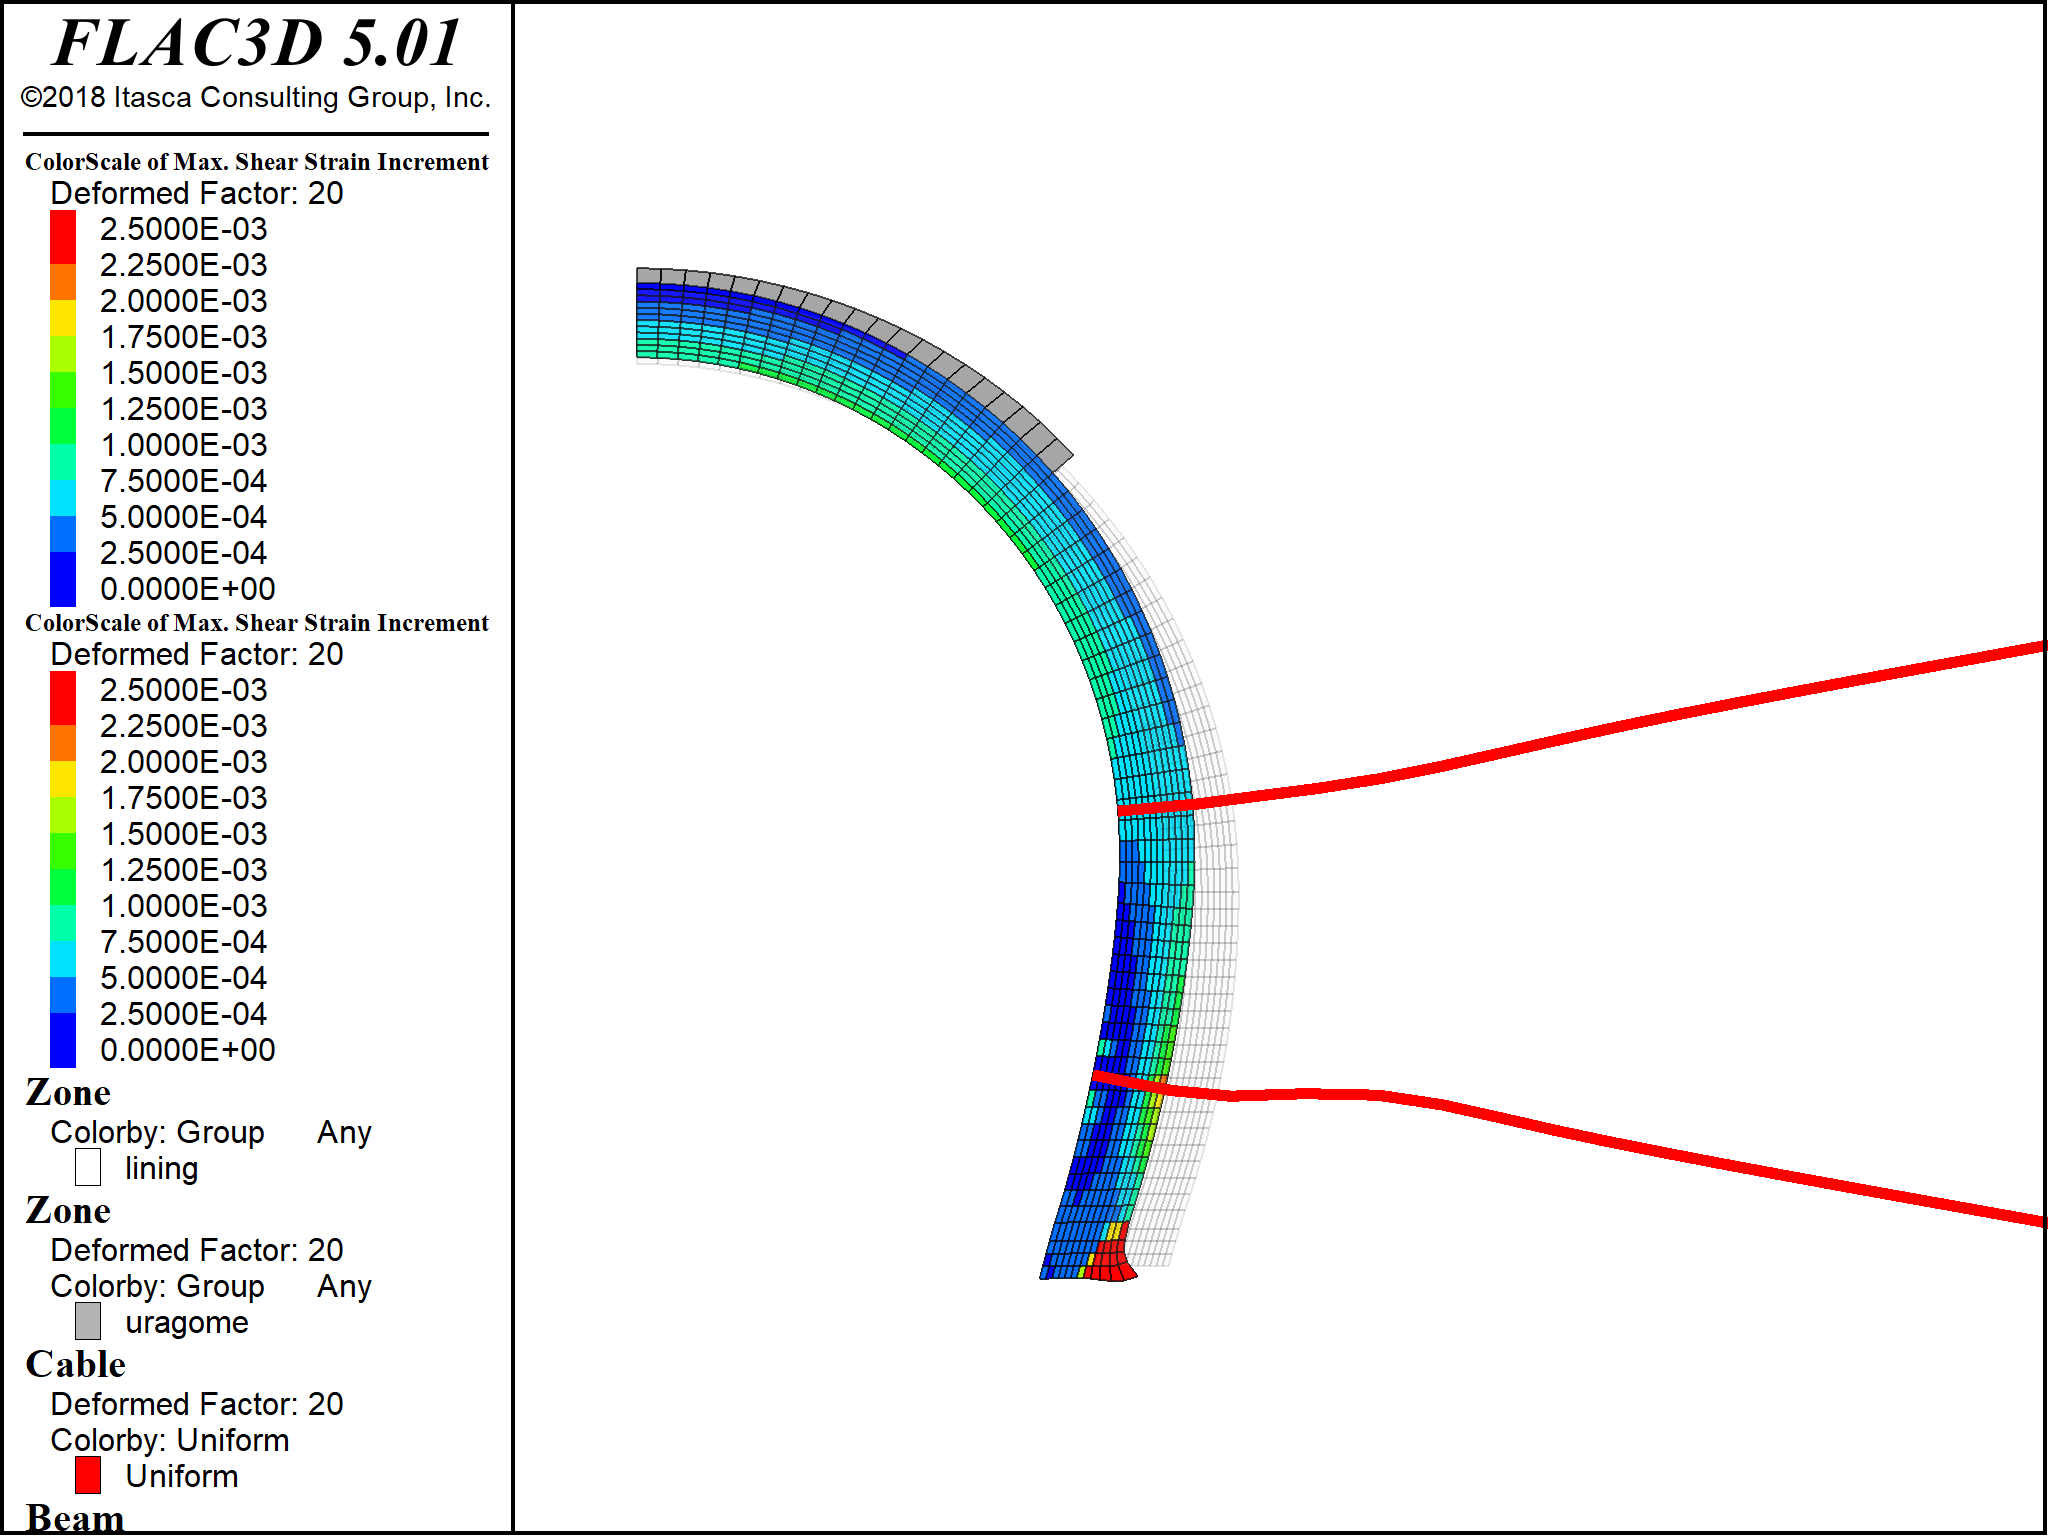 FLAC3D 5.01
©2018 Itasca Consulting Group, Inc.
ColorScale of Max. Shear Strain Increment
Deformed Factor: 20
2.5000E-03
2.2500E-03
2.0000E-03
1.7500E-03
1.5000E-03
1.2500E-03
1.0000E-03
7.5000E-04
5.0000E-04
2.5000E-04
0.0000E+00
ColorScale of Max. Shear Strain Increment
Deformed Factor: 20
2.5000E-03
2.2500E-03
2.0000E-03
1.7500E-03
1.5000E-03
1.2500E-03
1.0000E-03
7.5000E-04
5.0000E-04
2.5000E-04
0.0000E+00
Zone
Colorby: Group Any
lining
Zone
Deformed Factor: 20
Colorby: Group Any
uragome
Cable
Deformed Factor: 20
Colorby: Uniform
Uniform
Beam